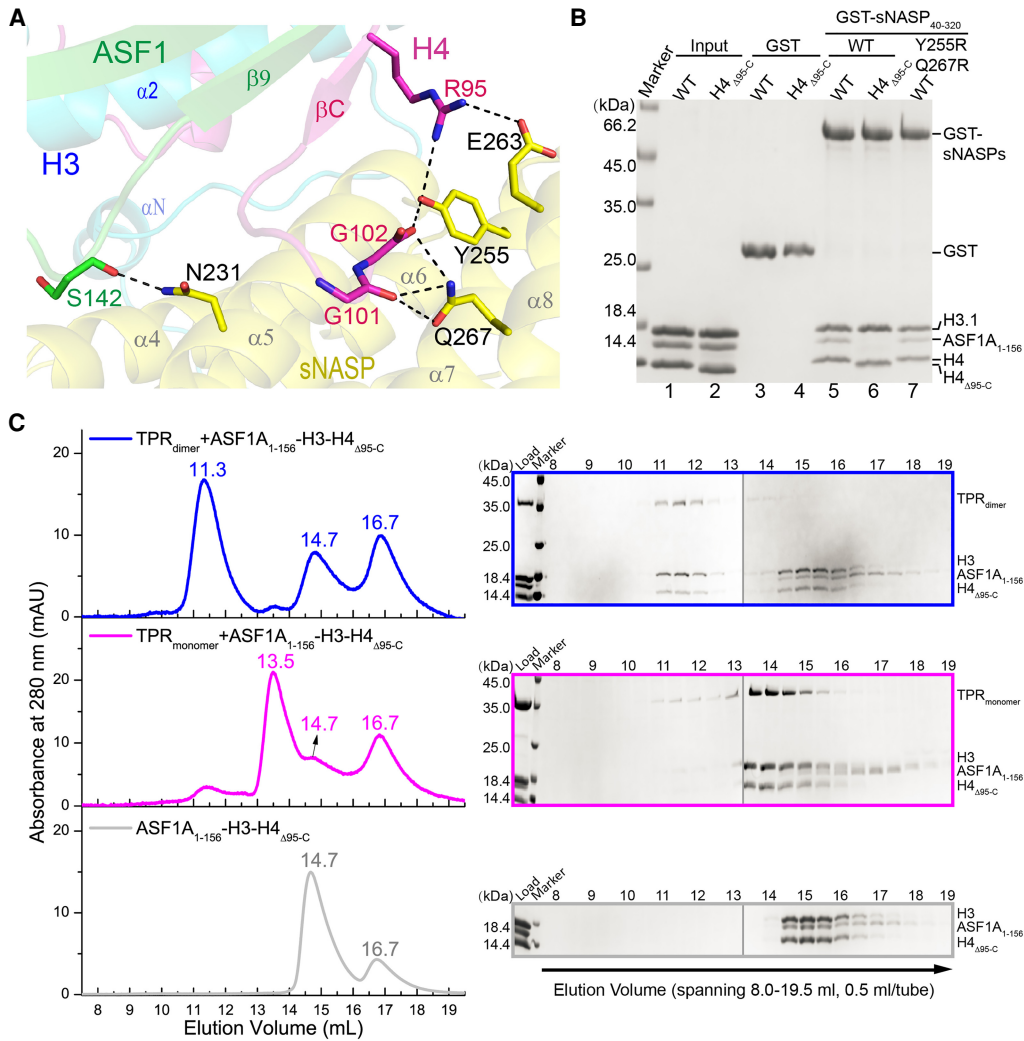 A
ASF1
H4
α2
β9
R95
βC
E263
H3
αN
G102
Y255
N231
α6
S142
G101
α8
Q267
α4
α5
sNASP
α7
B
GST-sNASP40-320
Input
GST
WT
Y255R
Q267R
Marker
WT
H4Δ95-C
WT
H4Δ95-C
WT
H4Δ95-C
WT
(kDa)
66.2
45.0
35.0
25.0
18.4
14.4
GST-
sNASPs
GST
H3.1
ASF1A1-156
H4
H4Δ95-C
1 2 3 4 5 6 7
C
Absorbance at 280 nm (mAU)
TPRdimer+ASF1A1-156-H3-H4Δ95-C
20
10
0
11.3
14.7
16.7
TPRmonomer+ASF1A1-156-H3-H4Δ95-C
20
10
0
13.5
14.7
16.7
ASF1A1-156-H3-H4Δ95-C
20
10
0
14.7
16.7
8 9 10 11 12 13 14 15 16 17 18 19
Elution Volume (mL)
(kDa) Load Marker 8 9 10 11 12 13 14 15 16 17 18 19
45.0
35.0
25.0
18.4
14.4
TPRdimer
H3
ASF1A1-156
H4Δ95-C
(kDa) Load Marker 8 9 10 11 12 13 14 15 16 17 18 19
45.0
35.0
25.0
18.4
14.4
TPRmonomer
H3
ASF1A1-156
H4Δ95-C
(kDa) Load Marker 8 9 10 11 12 13 14 15 16 17 18 19
18.4
14.4
H3
ASF1A1-156
H4Δ95-C
Elution Volume (spanning 8.0-19.5 ml, 0.5 ml/tube)